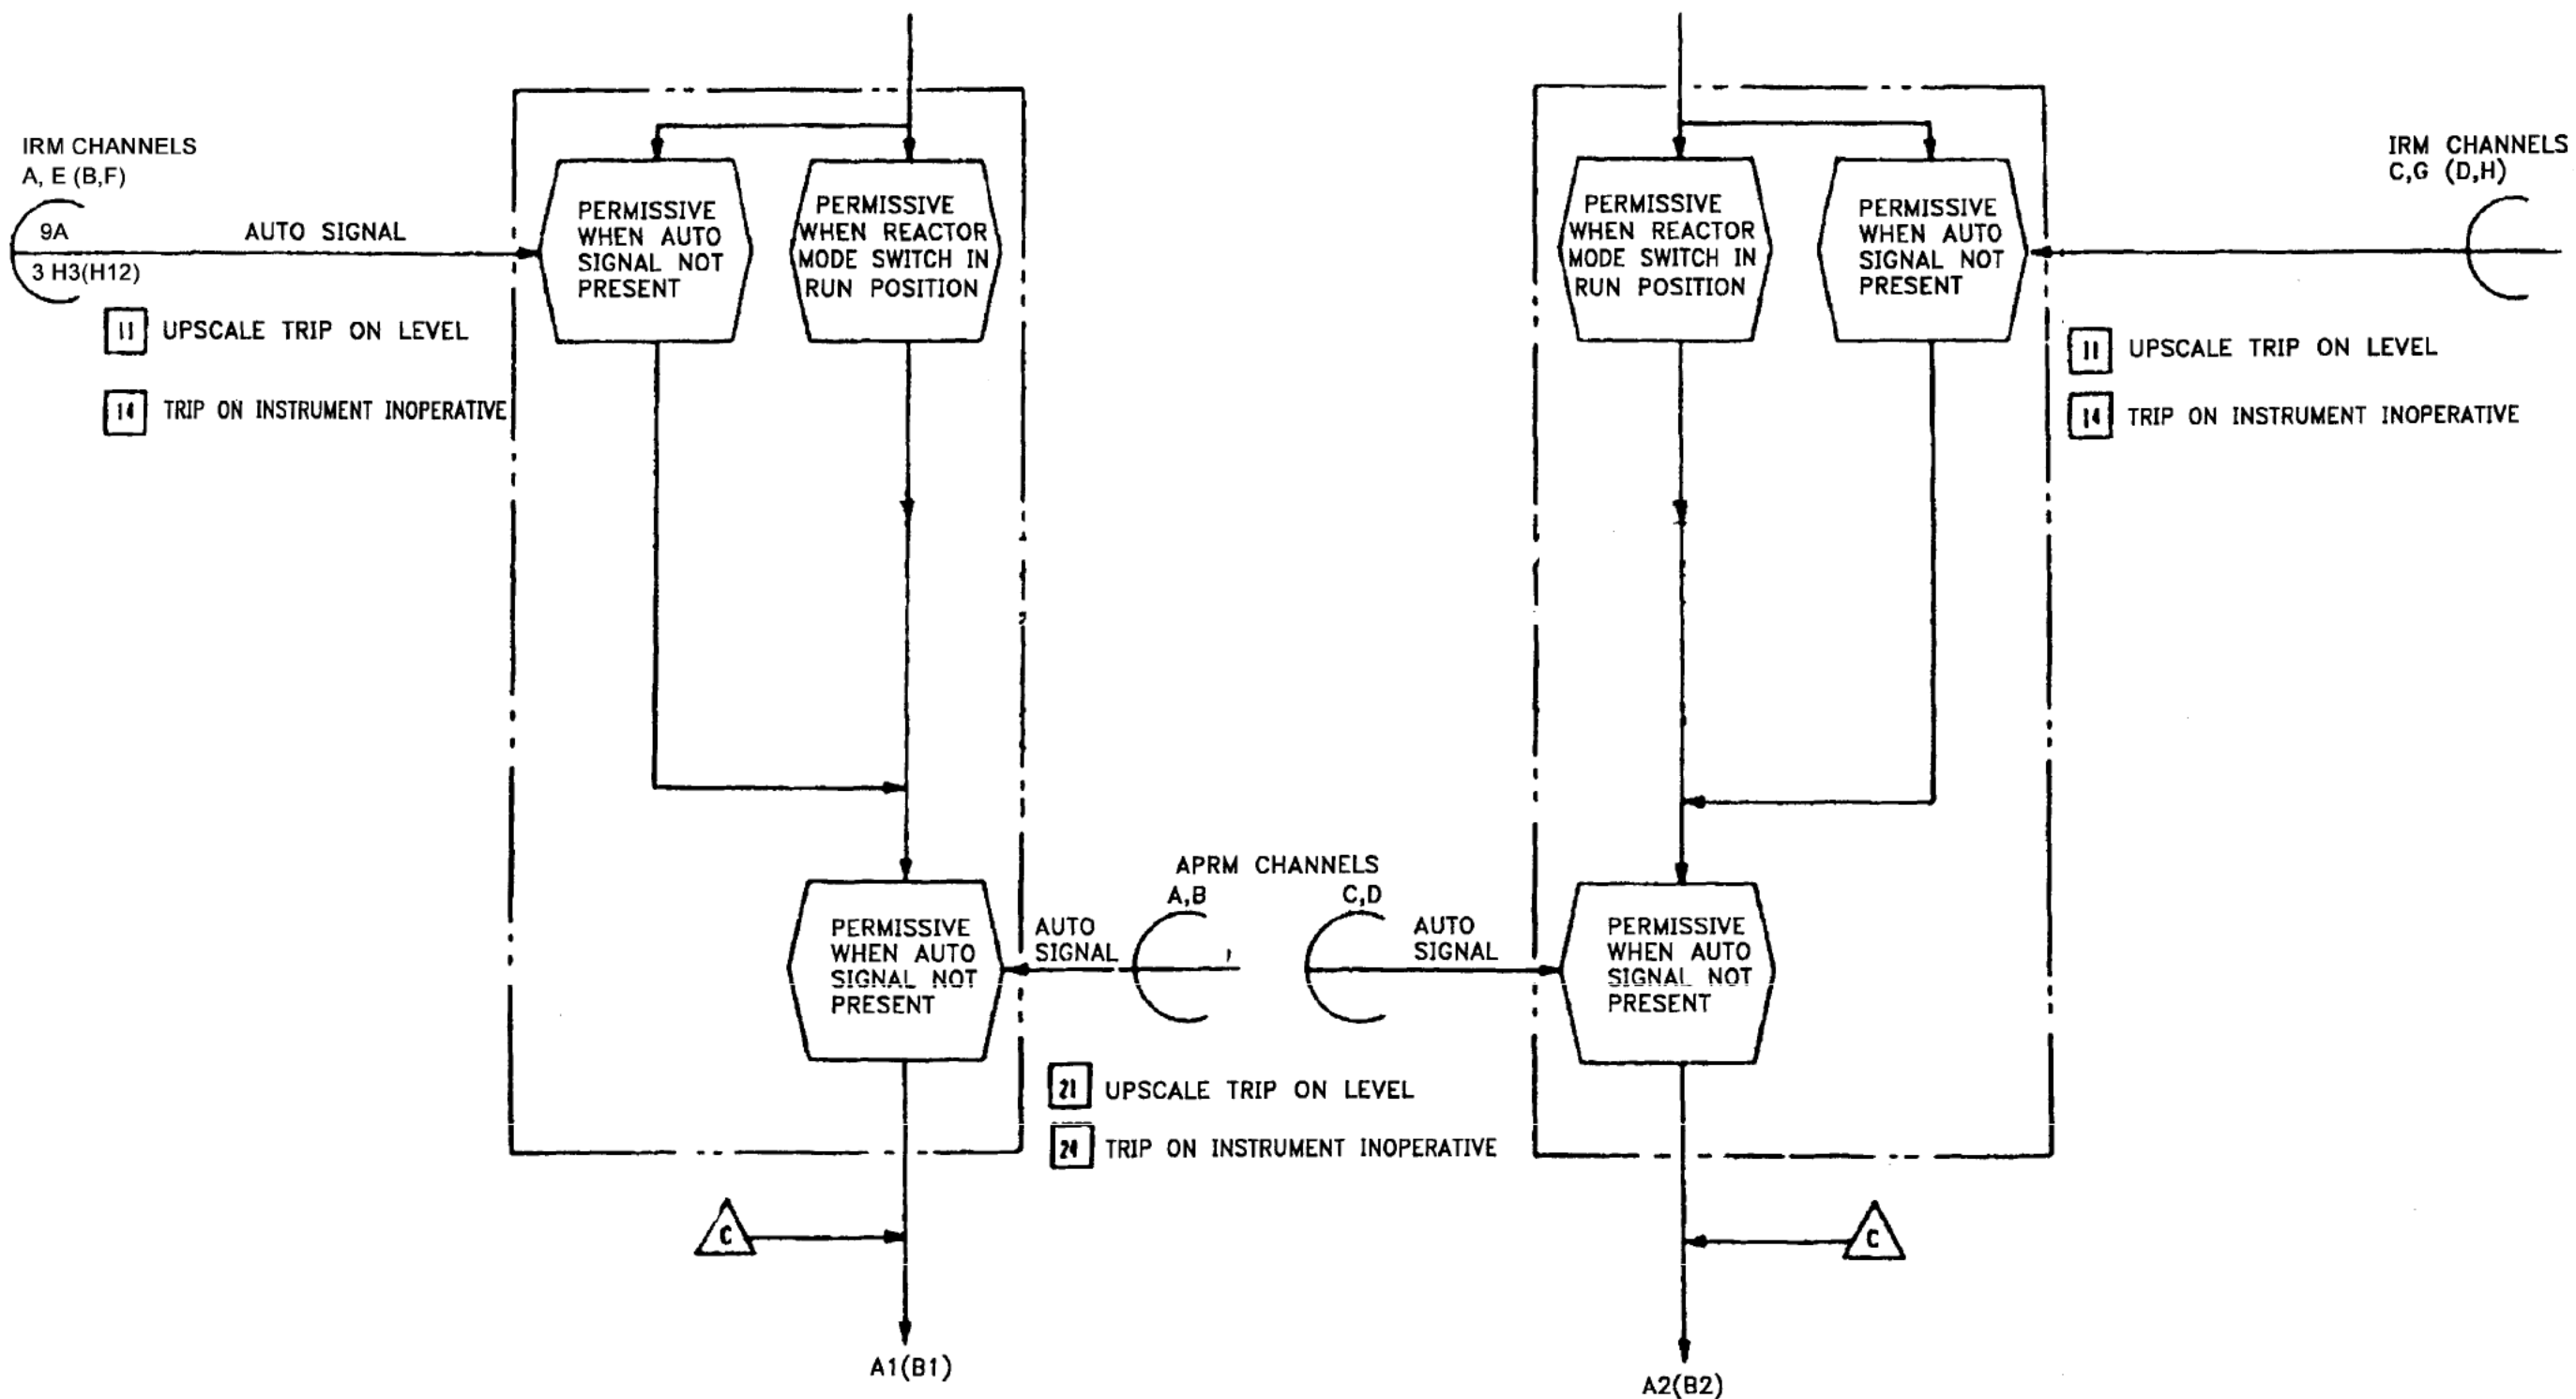 IRM CHANNELS
A, E (B,F)
9A
3 H3(H12)
AUTO SIGNAL
11 UPSCALE TRIP ON LEVEL
14 TRIP ON INSTRUMENT INOPERATIVE
PERMISSIVE
WHEN AUTO
SIGNAL NOT
PRESENT
PERMISSIVE
WHEN REACTOR
MODE SWITCH IN
RUN POSITION
PERMISSIVE
WHEN REACTOR
MODE SWITCH IN
RUN POSITION
PERMISSIVE
WHEN AUTO
SIGNAL NOT
PRESENT
IRM CHANNELS
C,G (D,H)
11 UPSCALE TRIP ON LEVEL
14 TRIP ON INSTRUMENT INOPERATIVE
PERMISSIVE
WHEN AUTO
SIGNAL NOT
PRESENT
AUTO
SIGNAL
APRM CHANNELS
A,B
C,D
AUTO
SIGNAL
PERMISSIVE
WHEN AUTO
SIGNAL NOT
PRESENT
21 UPSCALE TRIP ON LEVEL
24 TRIP ON INSTRUMENT INOPERATIVE
C
C
A1(B1)
A2(B2)